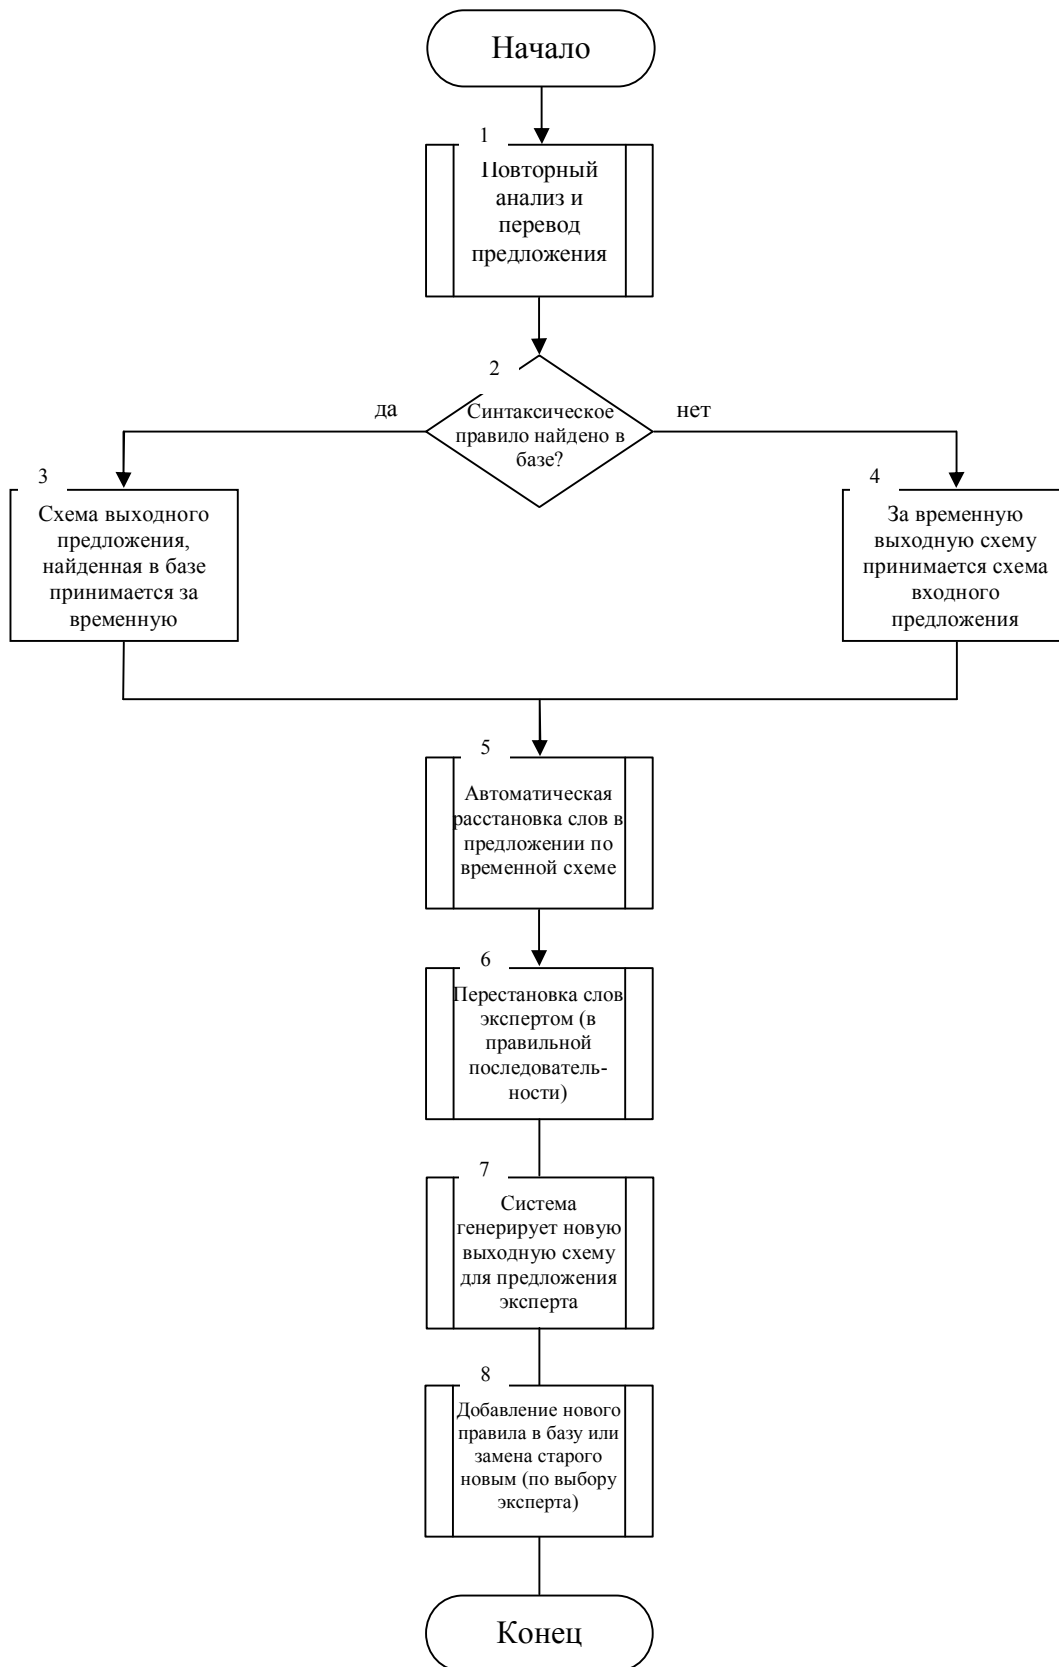 Начало
1
Повторный
анализ и
перевод
предложения
2
да
нет
Синтаксическое
правило найдено в
базе?
3
Схема выходного
предложения,
найденная в базе
принимается за
временную
4
За временную
выходную схему
принимается схема
входного
предложения
5
Автоматическая
расстановка слов в
предложении по
временной схеме
6
Перестановка слов
экспертом (в
правильной
последователь-
ности)
7
Система
генерирует новую
выходную схему
для предложения
эксперта
8
Добавление нового
правила в базу или
замена старого
новым (по выбору
эксперта)
Конец